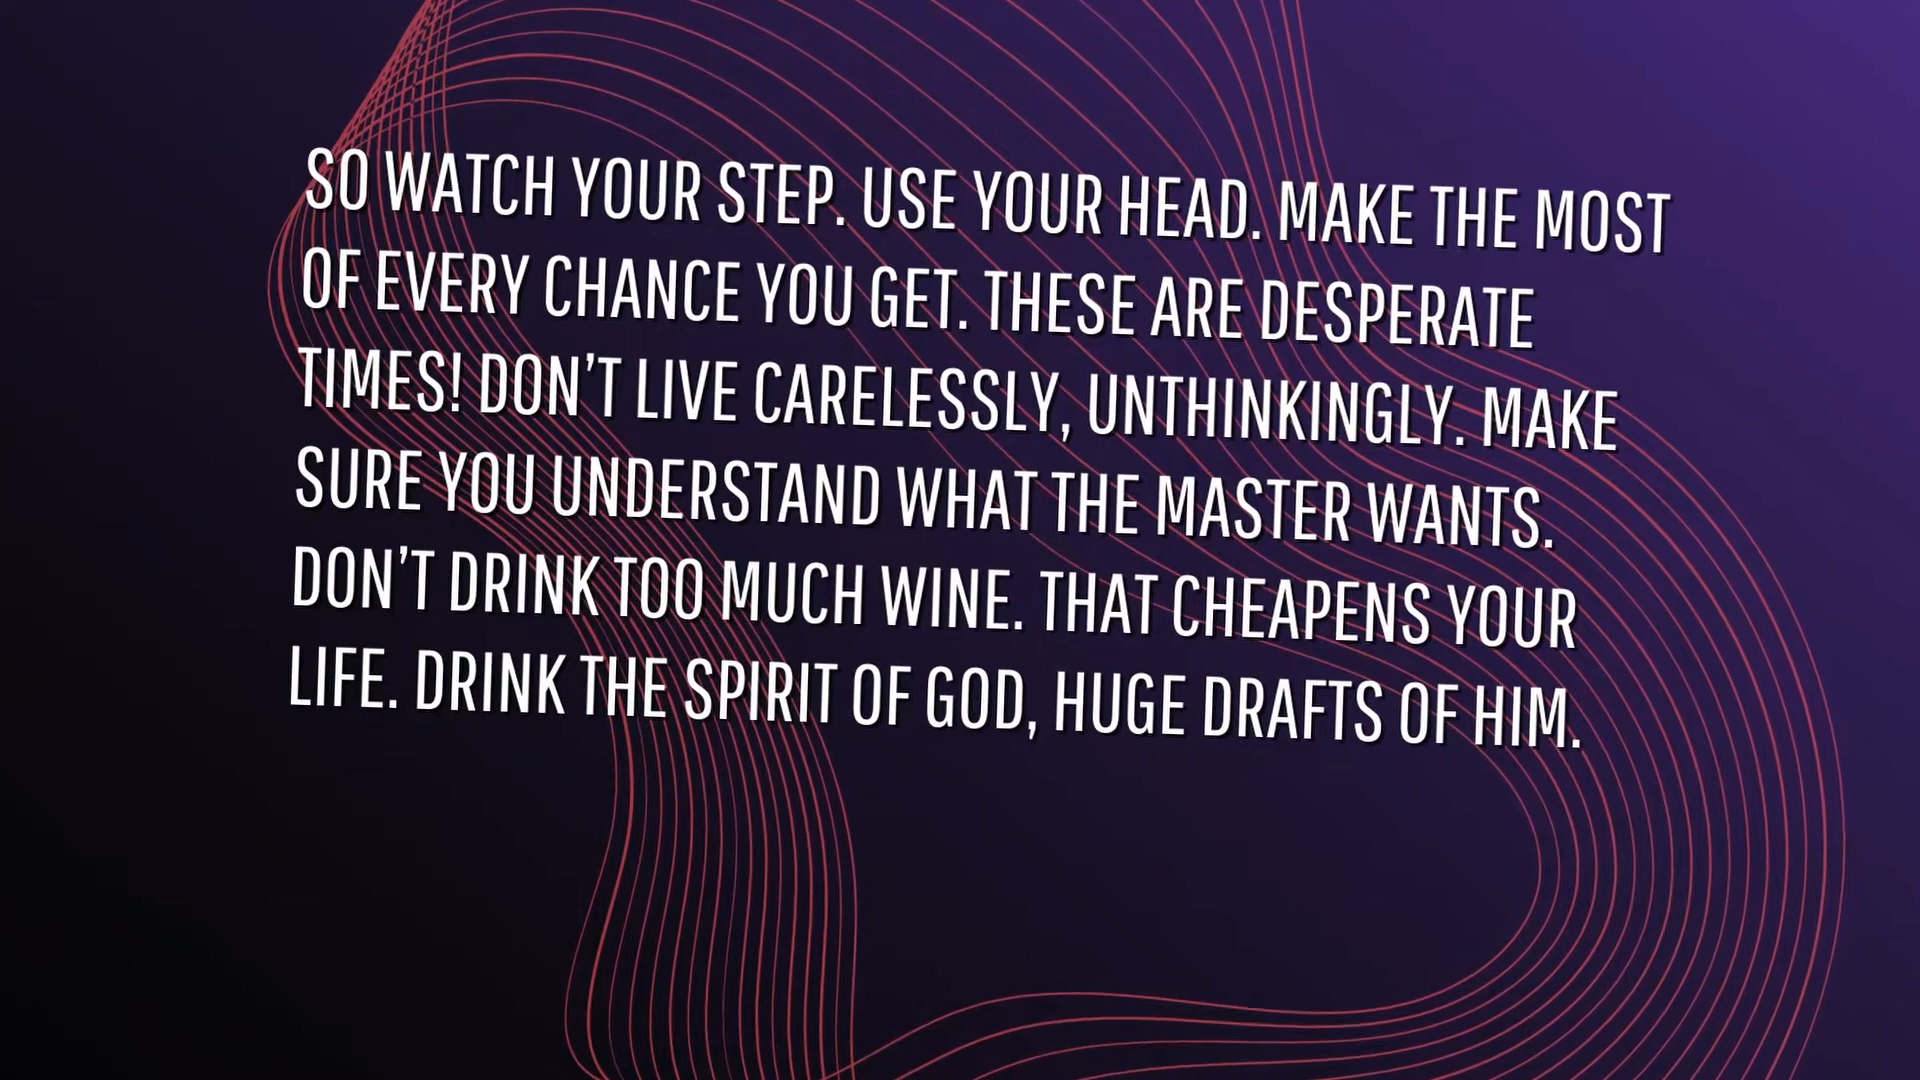 SO WATCH YOUR STEP. USE YOUR HEAD. MAKE THE MOST
OF EVERY CHANCE YOU GET. THESE ARE DESPERATE
TIMES! DON’T LIVE CARELESSLY, UNTHINKINGLY. MAKE
SURE YOU UNDERSTAND WHAT THE MASTER WANTS.
DON’T DRINK TOO MUCH WINE. THAT CHEAPENS YOUR
LIFE. DRINK THE SPIRIT OF GOD, HUGE DRAFTS OF HIM.